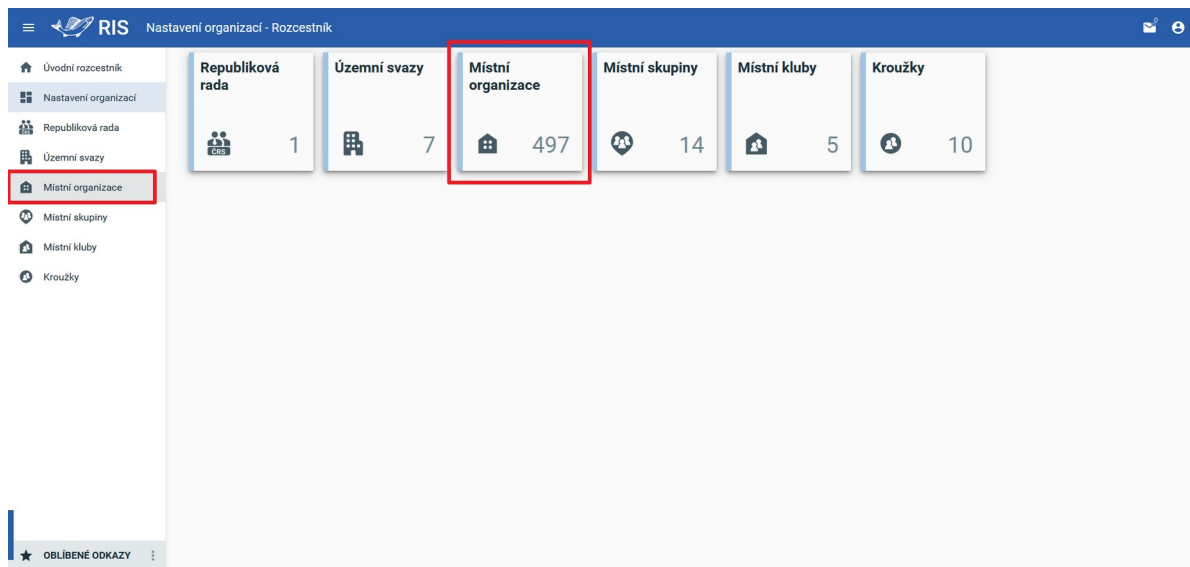 RIS
Nastavení organizací - Rozcestník
0
Úvodní rozcestník
Nastavení organizací
Republiková rada
Územní svazy
Místní organizace
Místní skupiny
Místní kluby
Kroužky
OBLÍBENÉ ODKAZY
Republiková
rada
ČRS
1
Územní svazy
7
Místní
organizace
497
Místní skupiny
14
Místní kluby
5
Kroužky
10